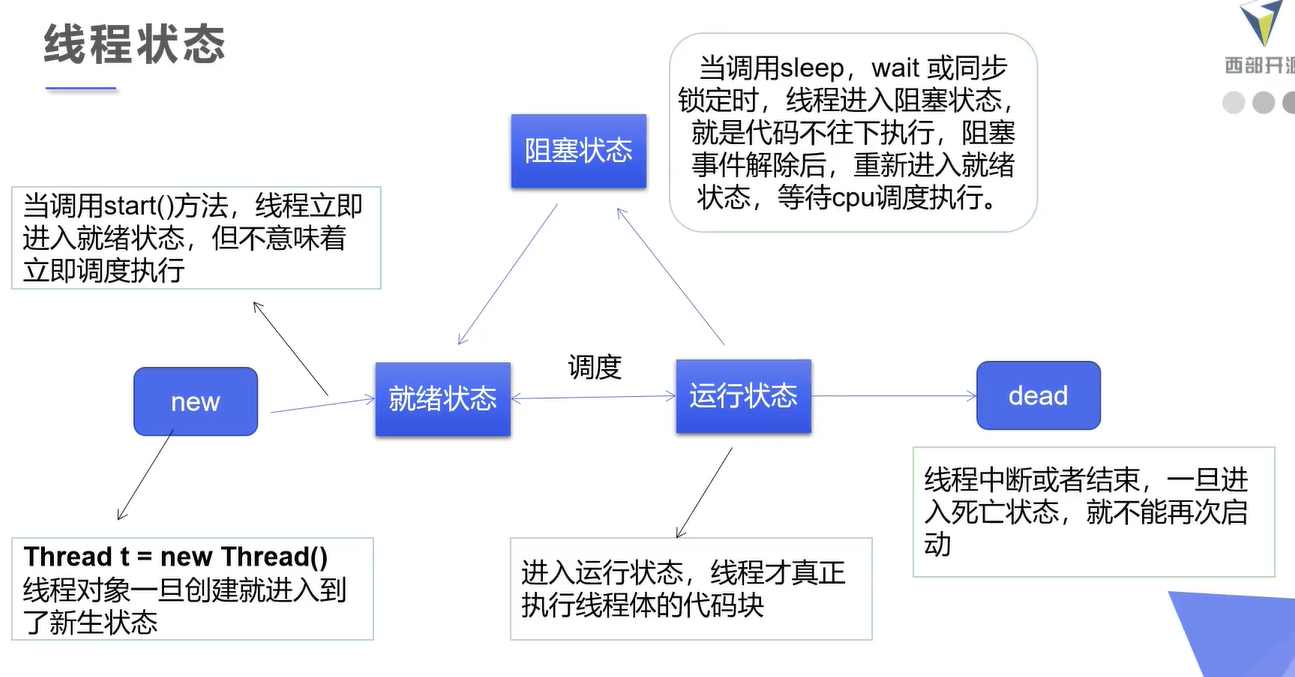 线程状态
西部开源
当调用sleep，wait 或同步
锁定时，线程进入阻塞状态，
就是代码不往下执行，阻塞
事件解除后，重新进入就绪
状态，等待cpu调度执行。
阻塞状态
当调用start()方法，线程立即
进入就绪状态，但不意味着
立即调度执行
new
就绪状态
调度
运行状态
dead
Thread t = new Thread()
线程对象一旦创建就进入到
了新生状态
进入运行状态，线程才真正
执行线程体的代码块
线程中断或者结束，一旦进
入死亡状态，就不能再次启
动